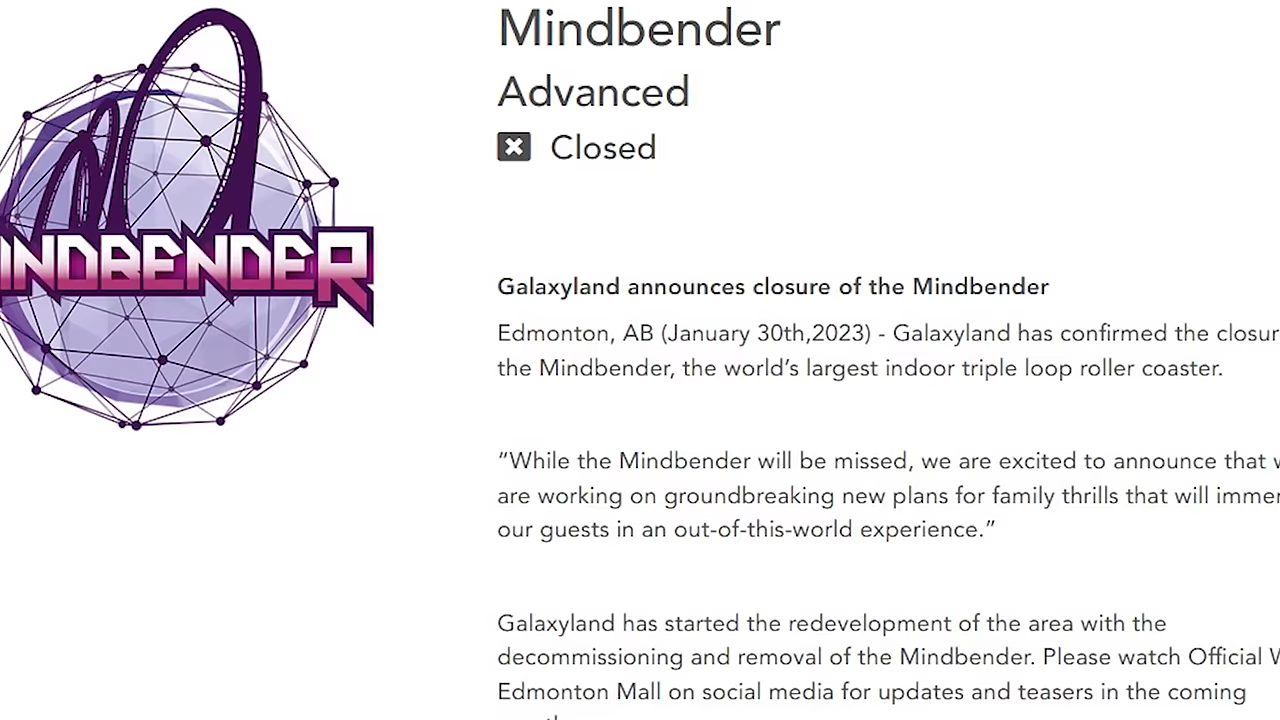 Mindbender
Advanced
Closed
INDBENDER
Galaxyland announces closure of the Mindbender
Edmonton, AB (January 30th,2023) - Galaxyland has confirmed the closur
the Mindbender, the world's largest indoor triple loop roller coaster.
"While the Mindbender will be missed, we are excited to announce that w
are working on groundbreaking new plans for family thrills that will immer
our guests in an out-of-this-world experience."
Galaxyland has started the redevelopment of the area with the
decommissioning and removal of the Mindbender. Please watch Official W
Edmonton Mall on social media for updates and teasers in the coming